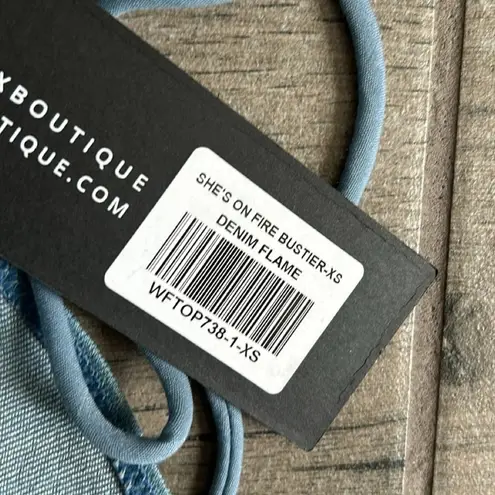 XBOUTIQUE
TIQUE.COM
SHE'S ON FIRE BUSTIER-XS
DENIM FLAME
WFTOP738-1-XS